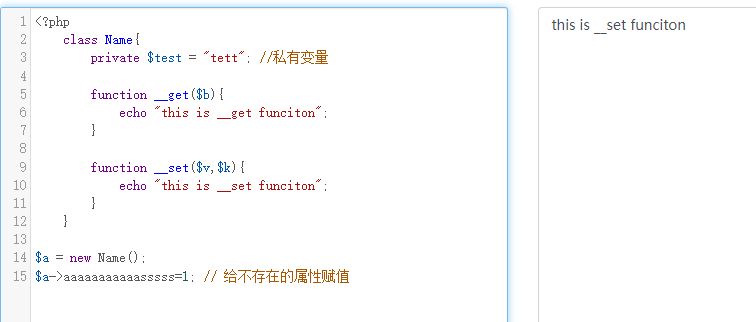 1 <?php
2 class Name{
3 private $test = "tett"; //私有变量
4
5 function __get($b){
6 echo "this is __get funciton";
7 }
8
9 function __set($v,$k){
10 echo "this is __set funciton";
11 }
12 }
13
14 $a = new Name();
15 $a->aaaaaaaaaaasssss=1; // 给不存在的属性赋值
this is __set funciton